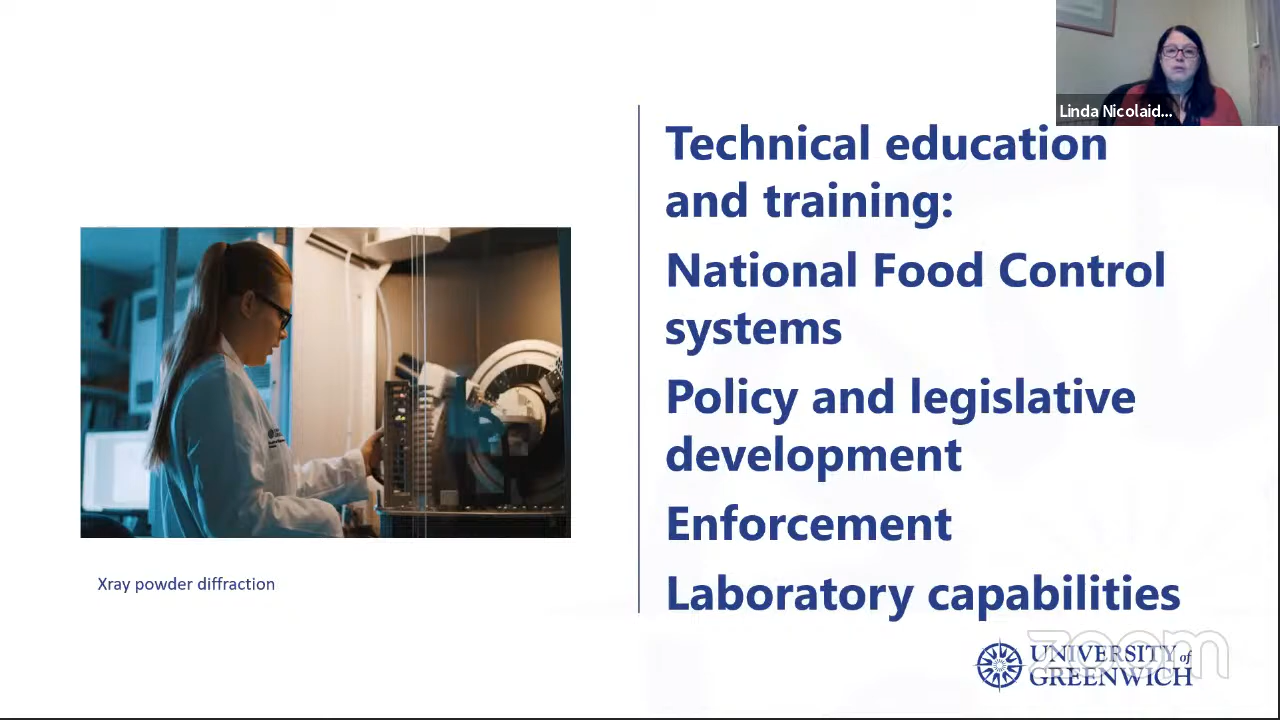 Linda Nicolaid...
Technical education
and training:
National Food Control
systems
Policy and legislative
development
Enforcement
Laboratory capabilities
Xray powder diffraction
zoom
UNIVERSITY of
GREENWICH